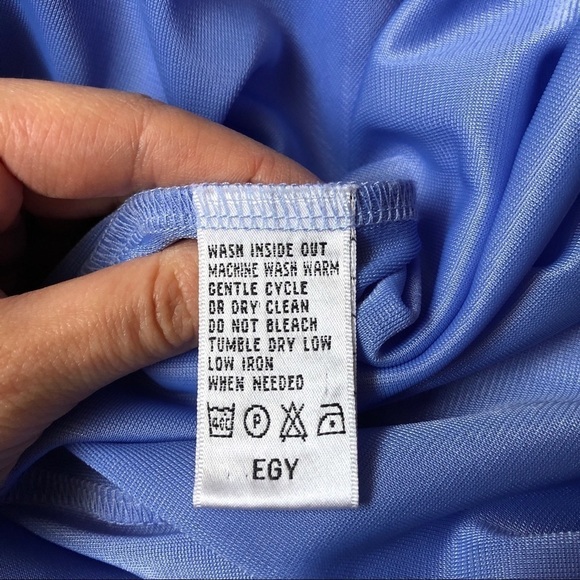 WASH INSIDE OUT
MACHINE WASH WARM
GENTLE CYCLE
OR DRY CLEAN
DO NOT BLEACH
TUMBLE DRY LOW
LOW IRON
WHEN NEEDED
40C P
EGY